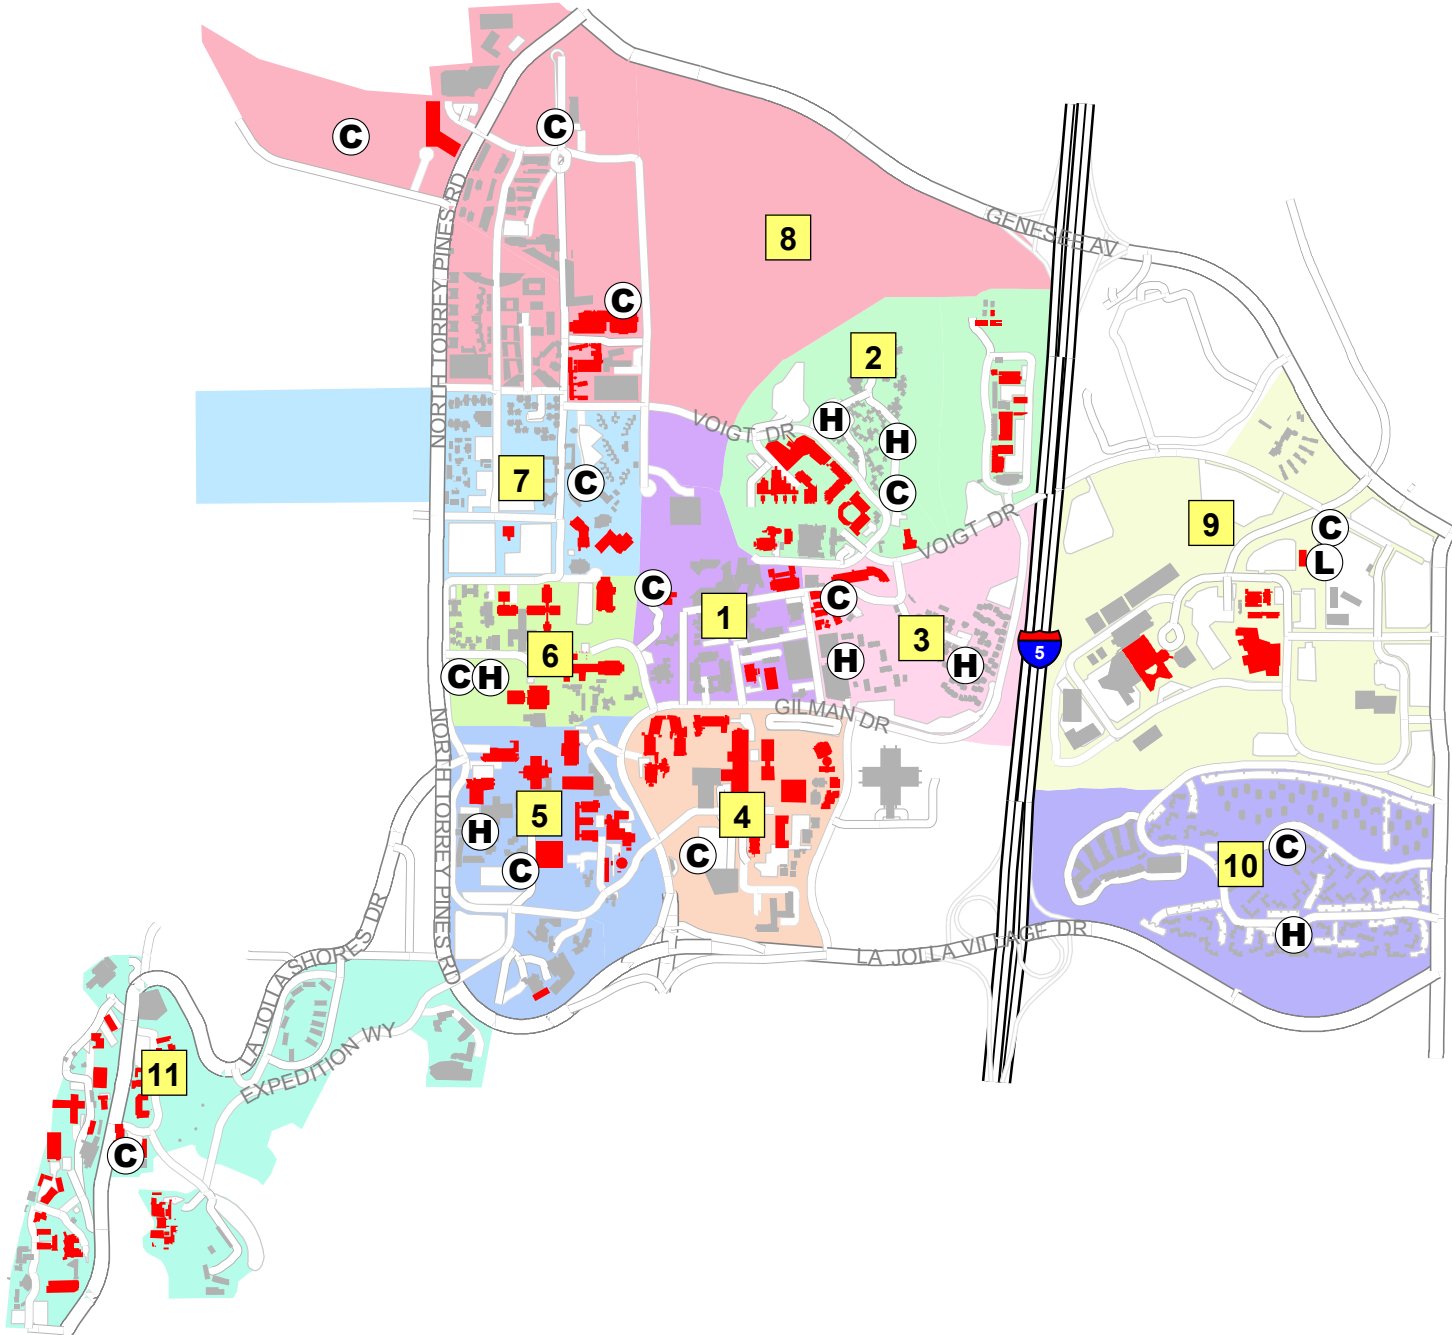 C
C
GENESEE AV
NORTH TORREY PINES RD
8
C
2
VOIGT DR
H
H
7
C
C
VOIGT DR
9
C
L
C
C
1
3
6
5
H
H
C
H
GILMAN DR
NORTH TORREY PINES RD
5
4
H
C
C
10
C
H
LA JOLLA VILLAGE DR
LA JOLLA SHORES DR
EXPEDITION WY
11
C